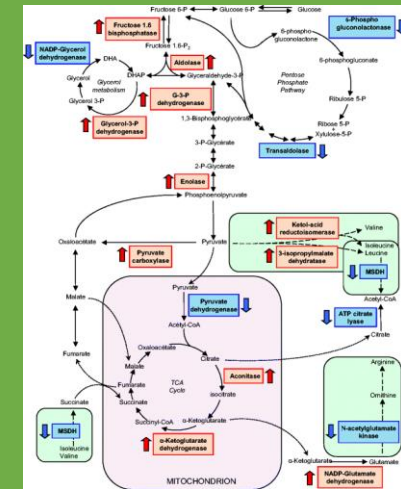 Fructose 6-P
Glucose 6-P
Glucose
Fructose 1.6
bisphosphatase
6-Phospho
gluconolactonase
NADP-Glycerol
dehydrogenase
Fructose 1.6-P2
6-phospho-
gluconolactone
DHA
Aldolase
Glycerol
Glycerol
metabolism
DHAP
Glyceraldehyde-3-P
6-phosphogluconate
Pentose
Phosphate
Pathway
Glycerol 3-P
G-3-P
dehydrogenase
Ribulose 5-P
Glycerol-3-P
dehydrogenase
1,3-Bisphosphoglycerate
Ribose 5-P
+
Xylulose-5-P
3-P-Glycerate
Transaldolase
2-P-Glycerate
Enolase
Phosphoenolpyruvate
Ketol-acid
reductoisomerase
Valine
Oxaloacetate
Pyruvate
Isoleucine
Leucine
Pyruvate
carboxylase
3-isopropylmalate
dehydratase
MSDH
Pyruvate
Acetyl-CoA
Malate
Pyruvate
dehydrogenase
ATP citrate
lyase
Acetyl-CoA
Citrate
Oxaloacetate
Citrate
Fumarate
Malate
TCA
Cycle
Aconitase
Arginine
Fumarate
isocitrate
Succinate
Succinate
Ornithine
MSDH
Succinyl-CoA
α-Ketoglutarate
N-acetylglutamate
kinase
Isoleucine
Valine
α-Ketoglutarate
dehydrogenase
α-Ketoglutarate
Glutamate
MITOCHONDRION
NADP-Glutamate
dehydrogenase